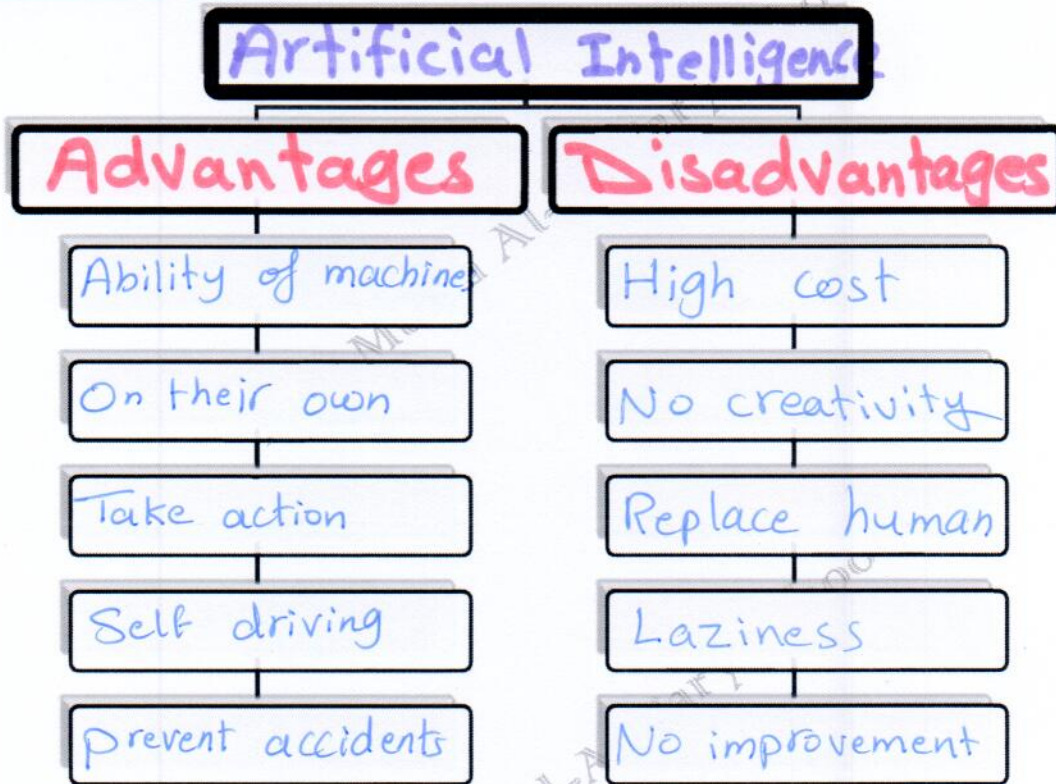 Artificial Intelligence
Advantages
Ability of machines
On their own
Take action
Self driving
prevent accidents
Disadvantages
High cost
No creativity
Replace human
Laziness
No improvement